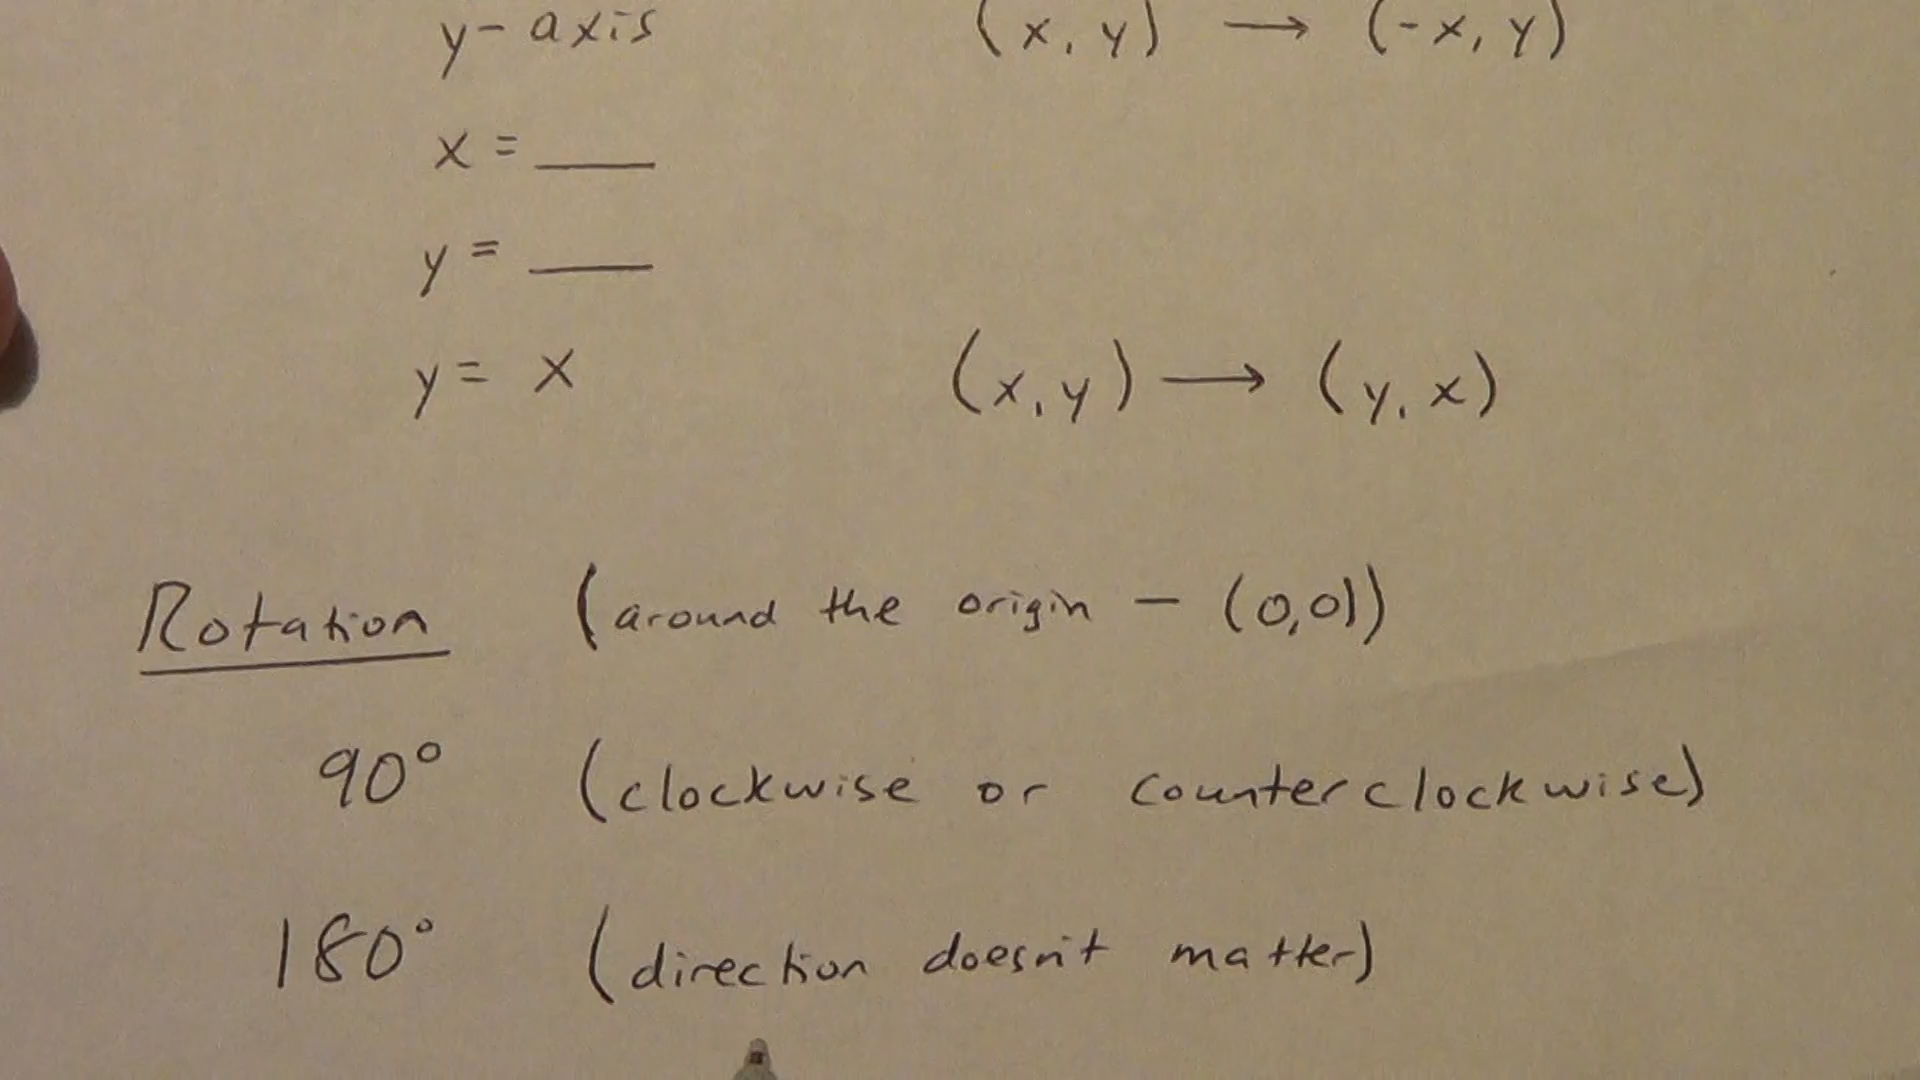 y-axis (x, y) → (-x, y)
x = ____
y = ____
y = x (x, y) → (y, x)
Rotation (around the origin - (0,0))
90° (clockwise or counterclockwise)
180° (direction doesn't matter)